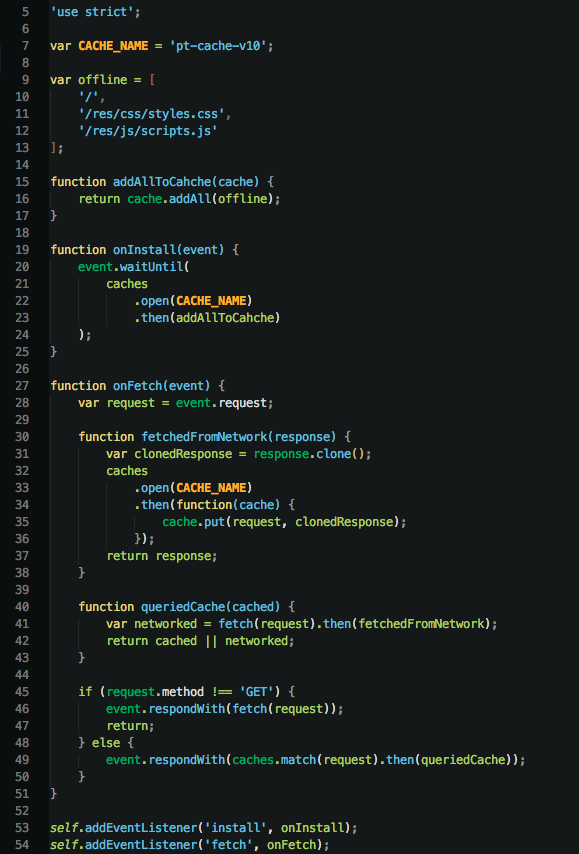 5 'use strict';
6
7 var CACHE_NAME = 'pt-cache-v10';
8
9 var offline = [
10     '/',
11     '/res/css/styles.css',
12     '/res/js/scripts.js'
13 ];
14
15 function addAllToCahche(cache) {
16     return cache.addAll(offline);
17 }
18
19 function onInstall(event) {
20     event.waitUntil(
21         caches
22             .open(CACHE_NAME)
23             .then(addAllToCahche)
24     );
25 }
26
27 function onFetch(event) {
28     var request = event.request;
29
30     function fetchedFromNetwork(response) {
31         var clonedResponse = response.clone();
32         caches
33             .open(CACHE_NAME)
34             .then(function(cache) {
35                 cache.put(request, clonedResponse);
36             });
37         return response;
38     }
39
40     function queriedCache(cached) {
41         var networked = fetch(request).then(fetchedFromNetwork);
42         return cached || networked;
43     }
44
45     if (request.method !== 'GET') {
46         event.respondWith(fetch(request));
47         return;
48     } else {
49         event.respondWith(caches.match(request).then(queriedCache));
50     }
51 }
52
53 self.addEventListener('install', onInstall);
54 self.addEventListener('fetch', onFetch);